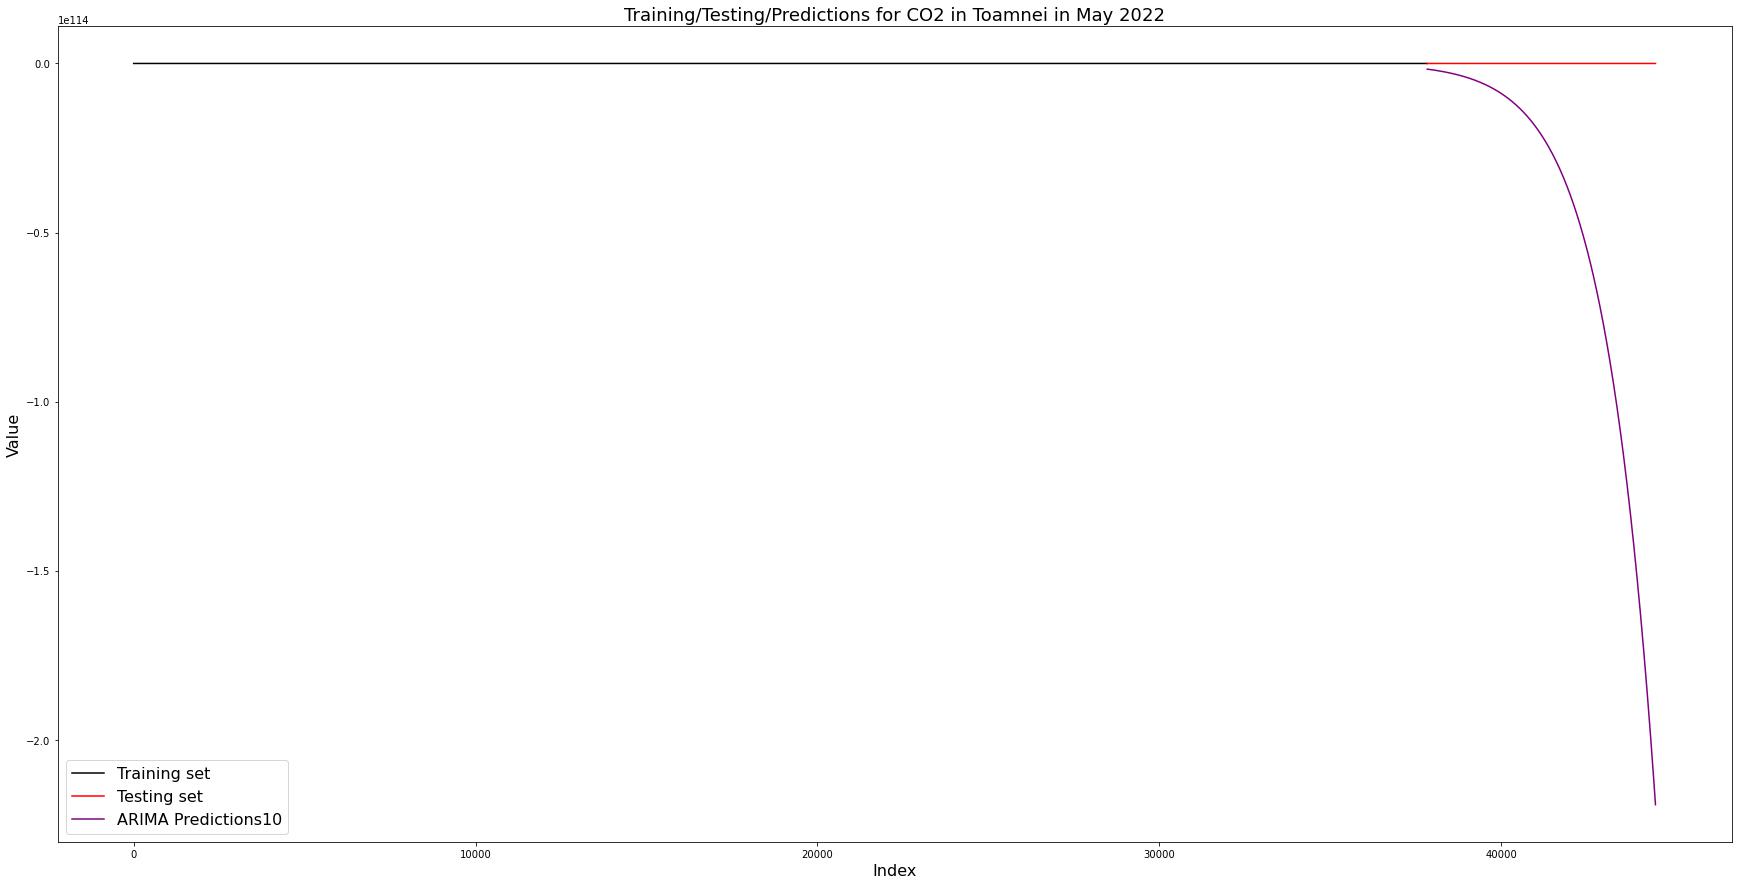 Training/Testing/Predictions for CO2 in Toamnei in May 2022
1e114
0.0
−0.5
−1.0
−1.5
−2.0
Value
Training set
Testing set
ARIMA Predictions10
0 10000 20000 30000 40000
Index